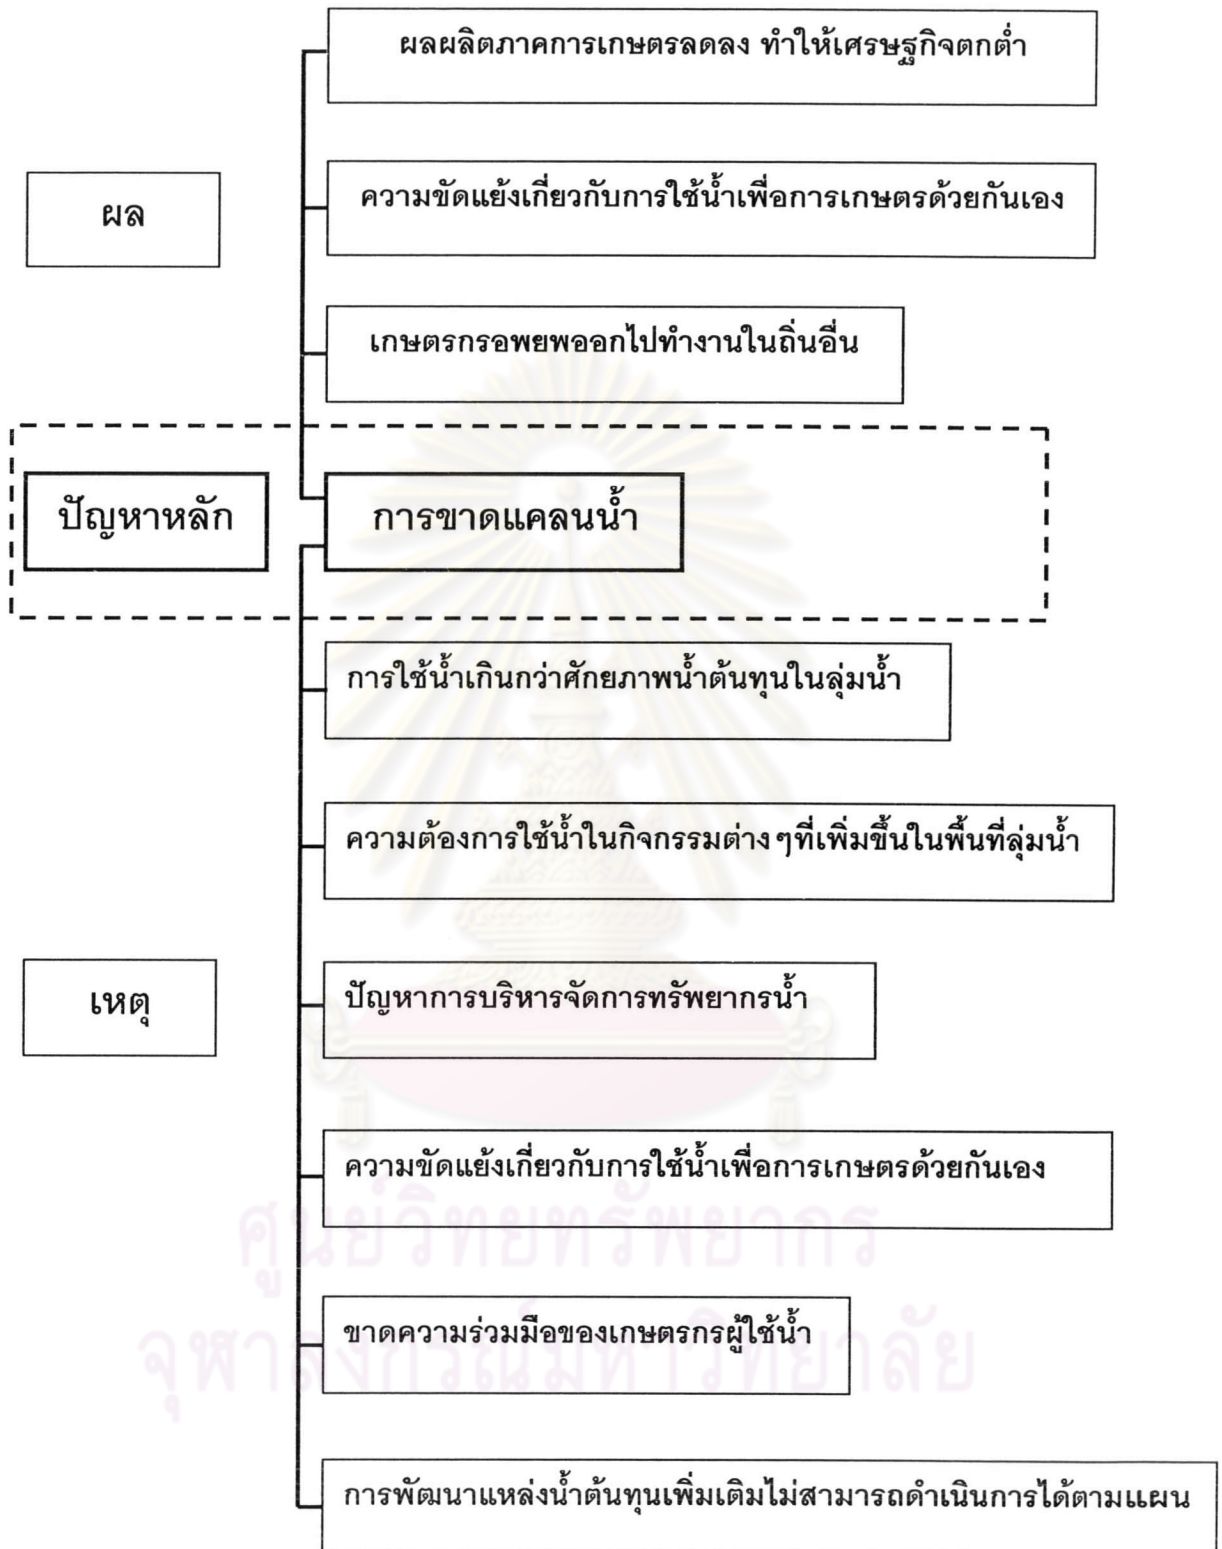 ผลผลิตภาคการเกษตรลดลง ทำให้เศรษฐกิจตกต่ำ
ผล
ความขัดแย้งเกี่ยวกับการใช้น้ำเพื่อการเกษตรด้วยกันเอง
เกษตรกรอพยพออกไปทำงานในถิ่นอื่น
ปัญหาหลัก
การขาดแคลนน้ำ
การใช้น้ำเกินกว่าศักยภาพน้ำต้นทุนในลุ่มน้ำ
ความต้องการใช้น้ำในกิจกรรมต่างๆที่เพิ่มขึ้นในพื้นที่ลุ่มน้ำ
เหตุ
ปัญหาการบริหารจัดการทรัพยากรน้ำ
ความขัดแย้งเกี่ยวกับการใช้น้ำเพื่อการเกษตรด้วยกันเอง
ศูนย์วิทยทรัพยากร
ขาดความร่วมมือของเกษตรกรผู้ใช้น้ำ
จุฬาลงกรณ์มหาวิทยาลัย
การพัฒนาแหล่งน้ำต้นทุนเพิ่มเติมไม่สามารถดำเนินการได้ตามแผน